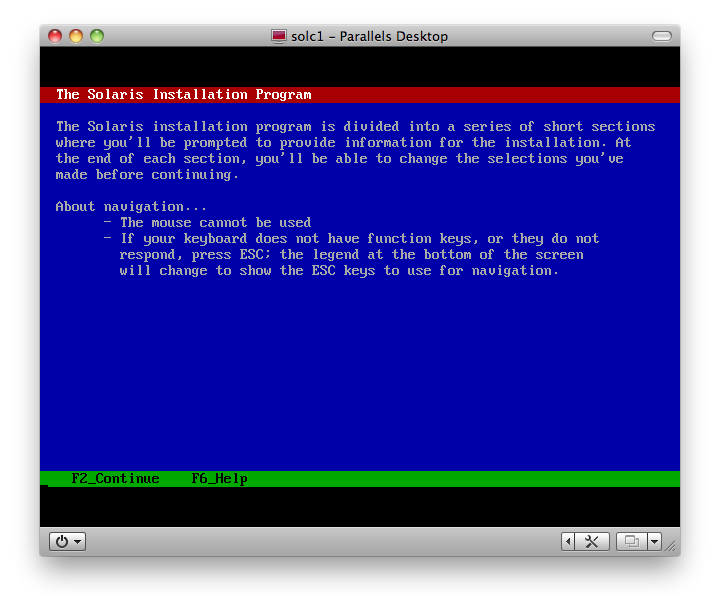 solc1 – Parallels Desktop
The Solaris Installation Program
The Solaris installation program is divided into a series of short sections
where you'll be prompted to provide information for the installation. At
the end of each section, you'll be able to change the selections you've
made before continuing.
About navigation...
- The mouse cannot be used
- If your keyboard does not have function keys, or they do not
respond, press ESC; the legend at the bottom of the screen
will change to show the ESC keys to use for navigation.
F2_Continue F6_Help